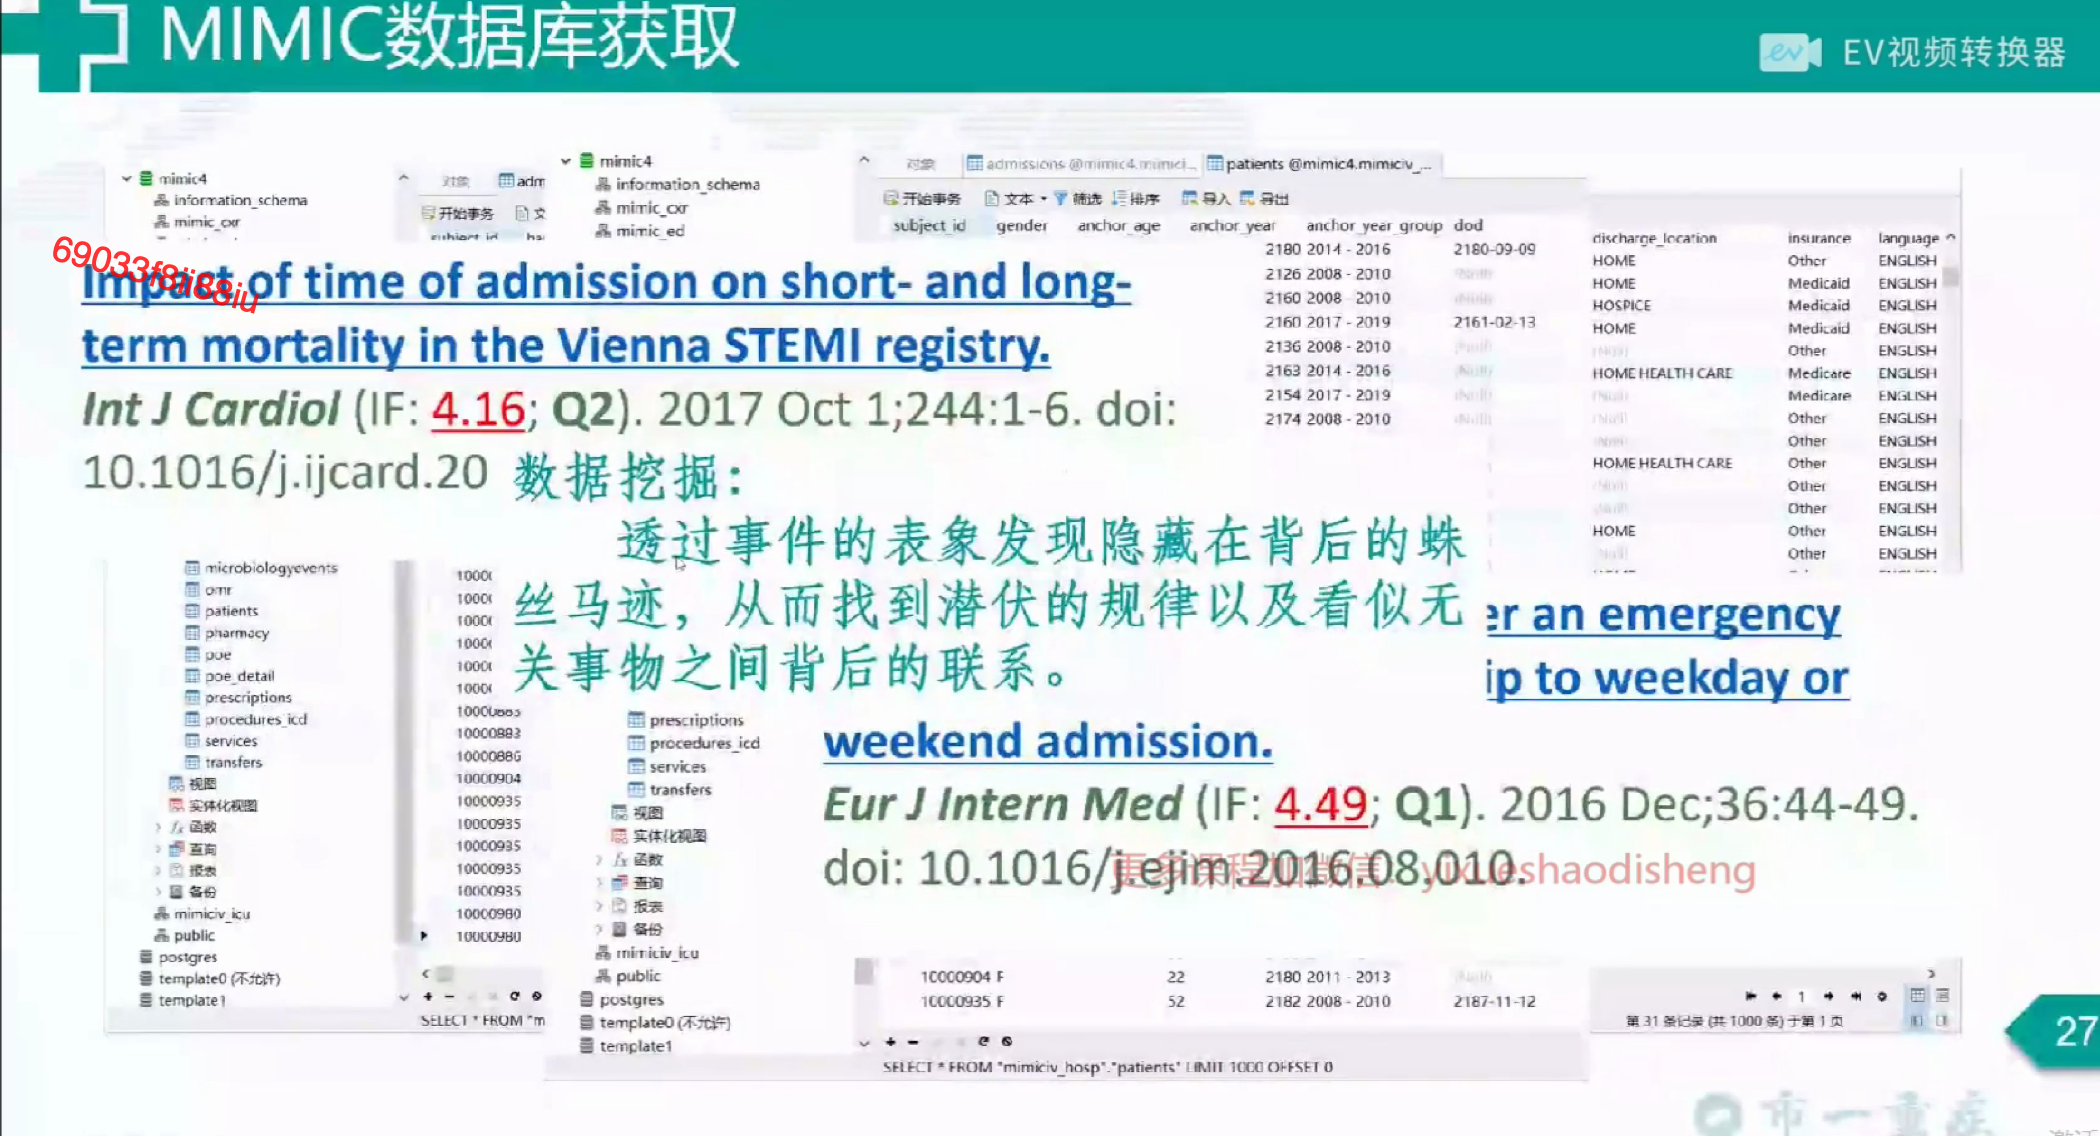 MIMIC数据库获取
EV视频转换器
mimic4
information_schema
mimic_cxr
对象
adm
开始事务
文
subject_id
mimic4
information_schema
mimic_cxr
mimic_ed
对象
admissions @mimic4.mimici...
patients @mimic4.mimiciv_...
开始事务 文本 筛选 排序 导入 导出
subject_id gender anchor_age anchor_year anchor_year_group dod
2180 2014 - 2016 2180-09-09
2126 2008 - 2010 (Null)
2160 2008 - 2010 (Null)
2160 2017 - 2019 2161-02-13
2136 2008 - 2010 (Null)
2163 2014 - 2016 (Null)
2154 2017 - 2019 (Null)
2174 2008 - 2010 (Null)
discharge_location insurance language
HOME Other ENGLISH
HOME Medicaid ENGLISH
HOSPICE Medicaid ENGLISH
HOME Medicaid ENGLISH
(Null) Other ENGLISH
HOME HEALTH CARE Medicare ENGLISH
(Null) Medicare ENGLISH
(Null) Other ENGLISH
(Null) Other ENGLISH
HOME HEALTH CARE Other ENGLISH
(Null) Other ENGLISH
(Null) Other ENGLISH
HOME Other ENGLISH
(Null) Other ENGLISH
69033f8ii88iu
Impact of time of admission on short- and long-
term mortality in the Vienna STEMI registry.
Int J Cardiol (IF: 4.16; Q2). 2017 Oct 1;244:1-6. doi:
10.1016/j.ijcard.20
数据挖掘：
透过事件的表象发现隐藏在背后的蛛
丝马迹，从而找到潜伏的规律以及看似无
关事物之间背后的联系。
er an emergency
ip to weekday or
weekend admission.
Eur J Intern Med (IF: 4.49; Q1). 2016 Dec;36:44-49.
doi: 10.1016/j.ejim.2016.08.010.
更多课程加微信：yixueshaodisheng
microbiologyevents
omr
patients
pharmacy
poe
poe_detail
prescriptions
procedures_icd
services
transfers
视图
实体化视图
函数
查询
报表
备份
mimiciv_icu
public
postgres
template0 (不允许)
template1
10000883
10000883
10000886
10000904
10000935
10000935
10000935
10000935
10000935
10000980
10000980
SELECT * FROM "m
prescriptions
procedures_icd
services
transfers
视图
实体化视图
函数
查询
报表
备份
mimiciv_icu
public
postgres
template0 (不允许)
template1
10000904 F 22 2180 2011 - 2013 (Null)
10000935 F 52 2182 2008 - 2010 2187-11-12
SELECT * FROM "mimiciv_hosp"."patients" LIMIT 1000 OFFSET 0
1
第 31 条记录 (共 1000 条) 于第 1 页
27
市一重症